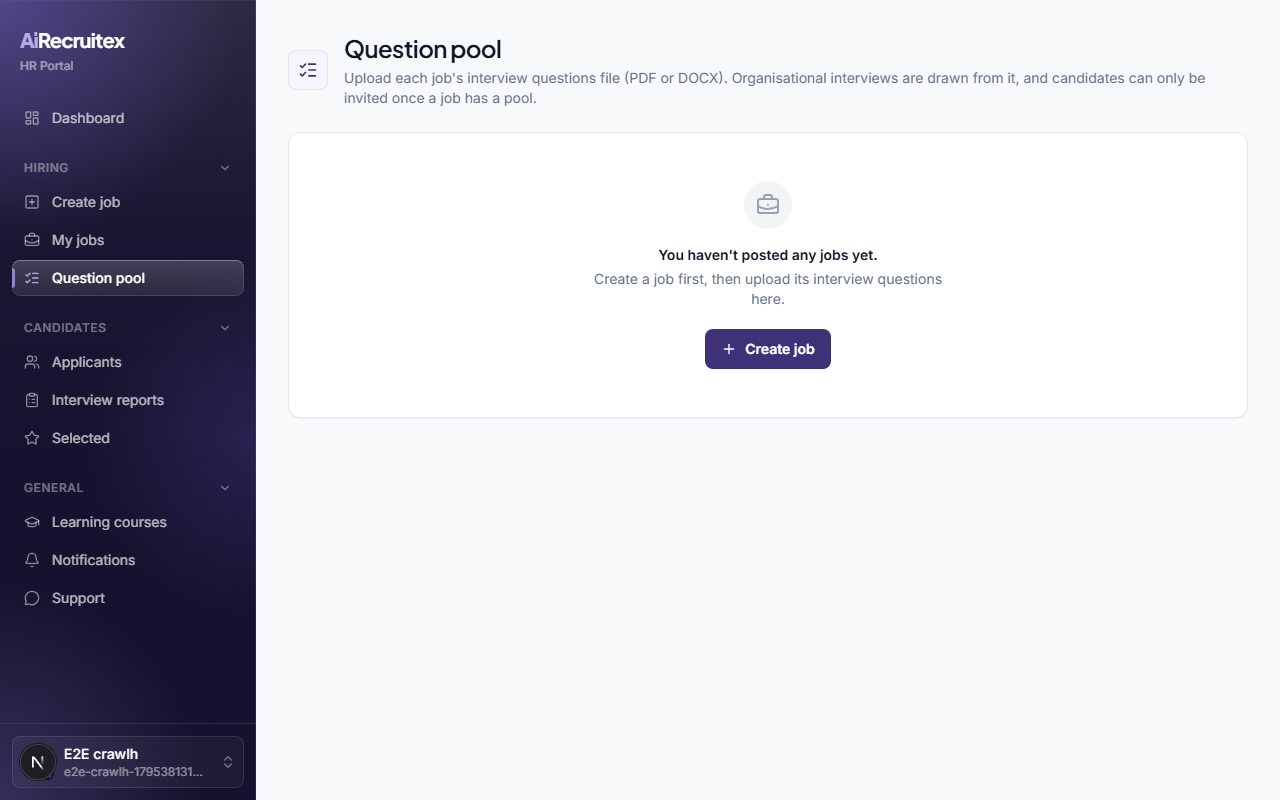 AiRecruitex
HR Portal
Dashboard
HIRING
Create job
My jobs
Question pool
CANDIDATES
Applicants
Interview reports
Selected
GENERAL
Learning courses
Notifications
Support
N
E2E crawlh
e2e-crawlh-179538131...
Question pool
Upload each job's interview questions file (PDF or DOCX). Organisational interviews are drawn from it, and candidates can only be
invited once a job has a pool.
You haven't posted any jobs yet.
Create a job first, then upload its interview questions
here.
Create job